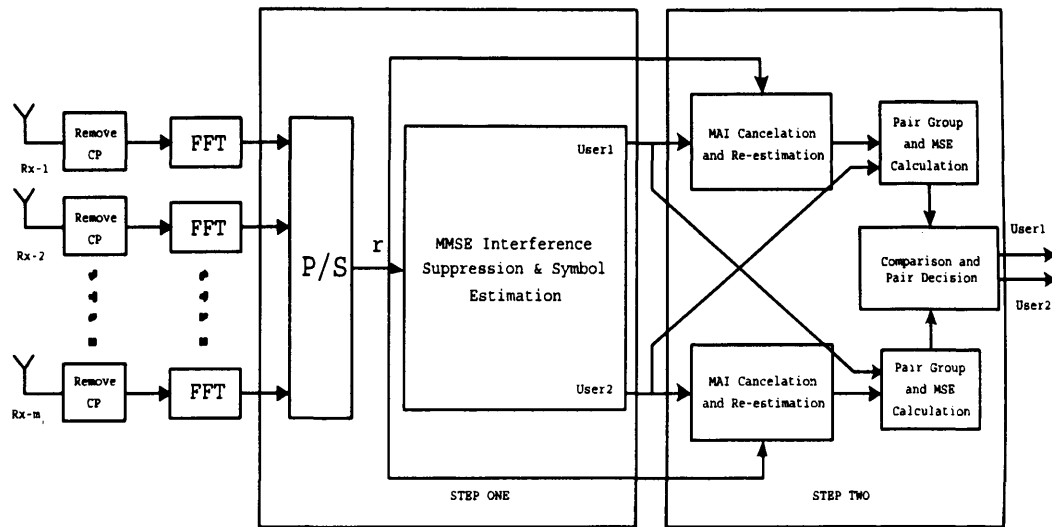 Remove
CP
FFT
Rx-1
Remove
CP
FFT
Rx-2
Remove
CP
FFT
Rx-m
P/S
r
MMSE Interference
Suppression & Symbol
Estimation
User1
User2
STEP ONE
MAI Cancelation
and Re-estimation
Pair Group
and MSE
Calculation
Comparison and
Pair Decision
User1
User2
MAI Cancelation
and Re-estimation
Pair Group
and MSE
Calculation
STEP TWO